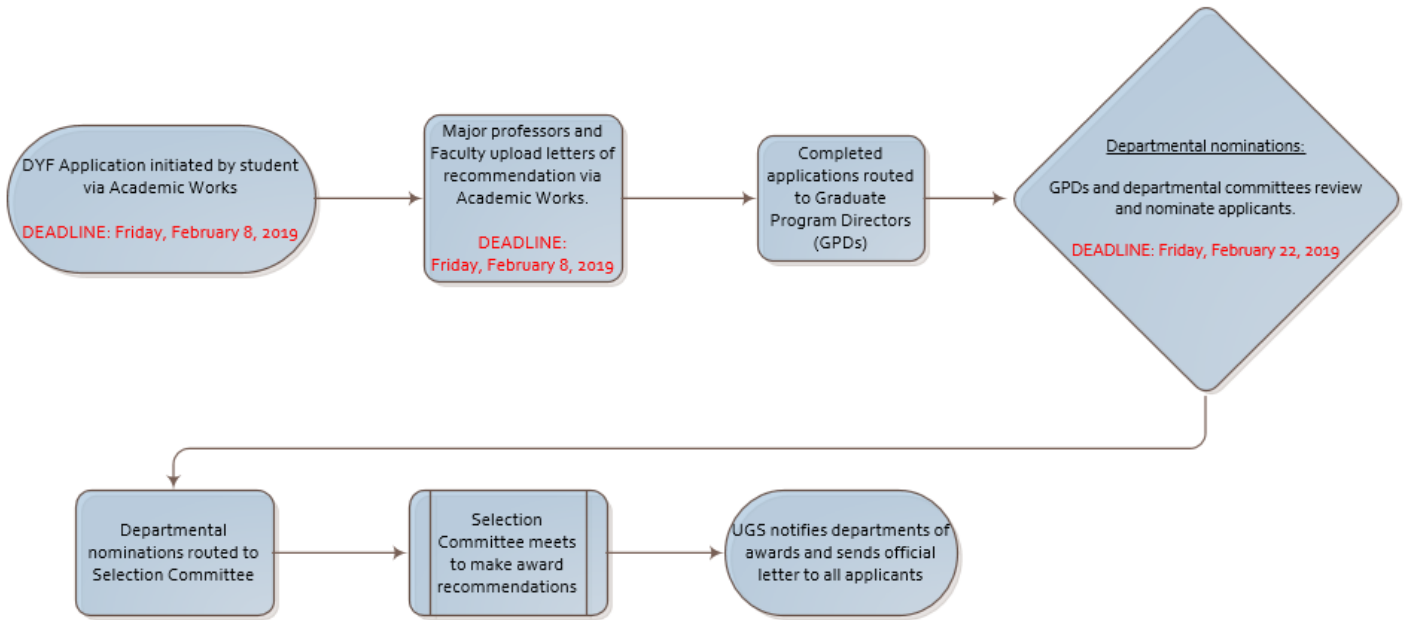 DYF Application initiated by student
via Academic Works
DEADLINE: Friday, February 8, 2019
Major professors and
Faculty upload letters of
recommendation via
Academic Works.
DEADLINE:
Friday, February 8, 2019
Completed
applications routed
to Graduate
Program Directors
(GPDs)
Departmental nominations:
GPDs and departmental committees review
and nominate applicants.
DEADLINE: Friday, February 22, 2019
Departmental
nominations routed to
Selection Committee
Selection
Committee meets
to make award
recommendations
UGS notifies departments of
awards and sends official
letter to all applicants